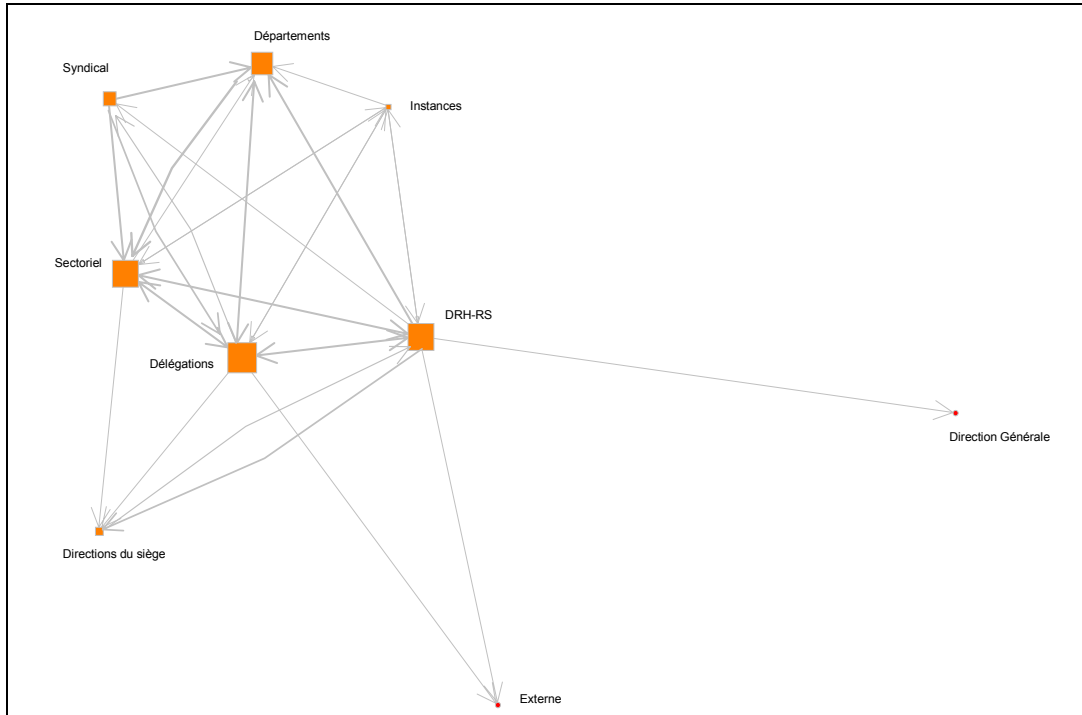 Départements
Syndical
Instances
Sectoriel
DRH-RS
Délégations
Direction Générale
Directions du siège
Externe